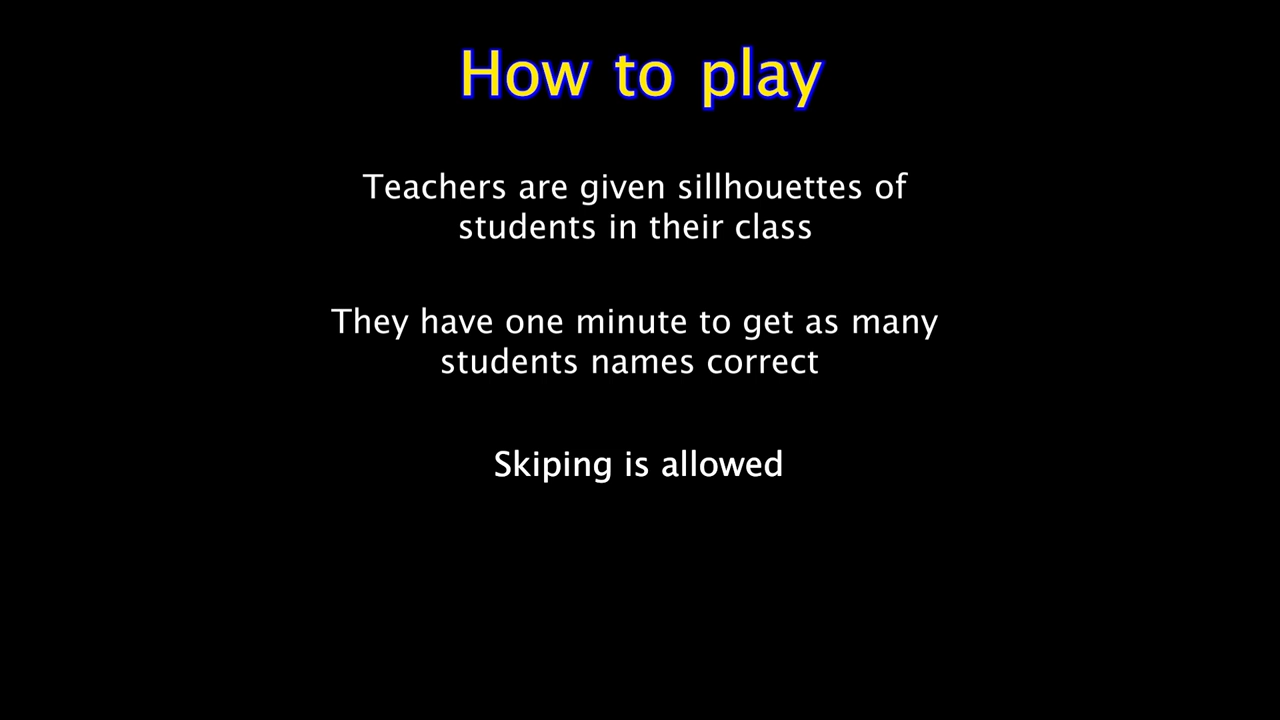 How to play
Teachers are given sillhouettes of
students in their class
They have one minute to get as many
students names correct
Skiping is allowed